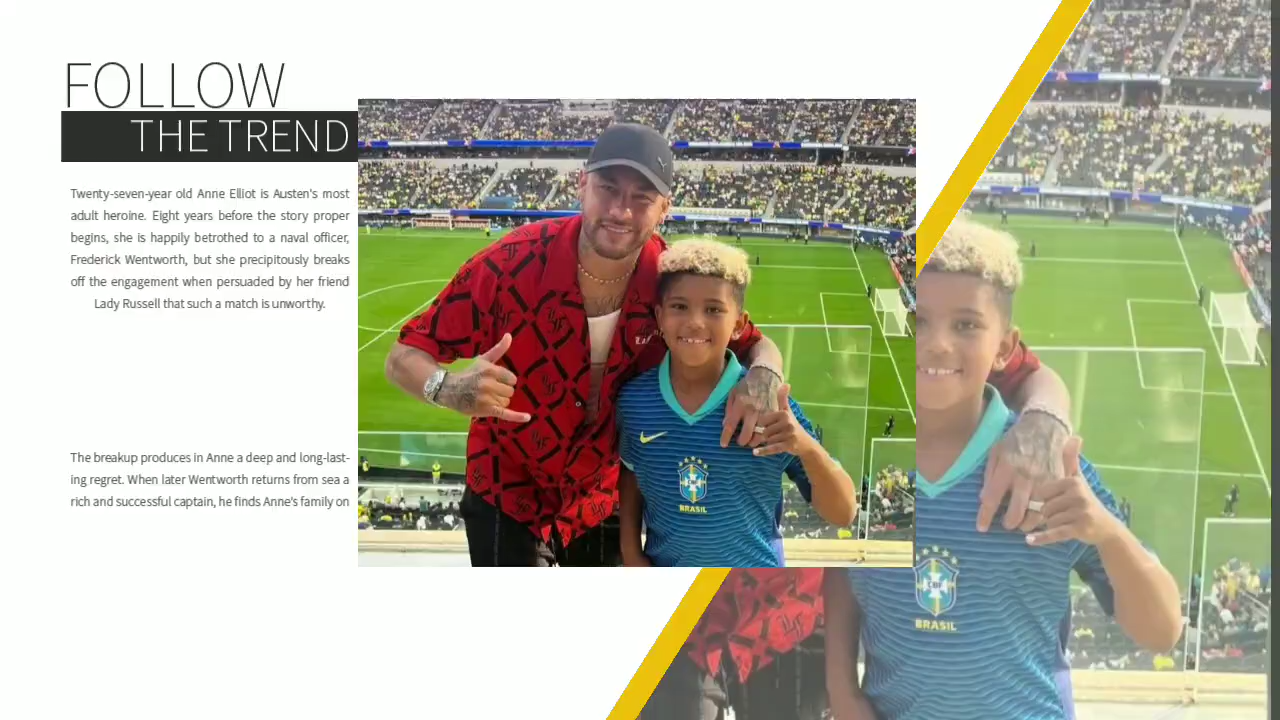 FOLLOW
THE TREND
Twenty-seven-year old Anne Elliot is Austen's most
adult heroine. Eight years before the story proper
begins, she is happily betrothed to a naval officer,
Frederick Wentworth, but she precipitously breaks
off the engagement when persuaded by her friend
Lady Russell that such a match is unworthy.
The breakup produces in Anne a deep and long-last-
ing regret. When later Wentworth returns from sea a
rich and successful captain, he finds Anne's family on
BRASIL
CBF
BRASIL